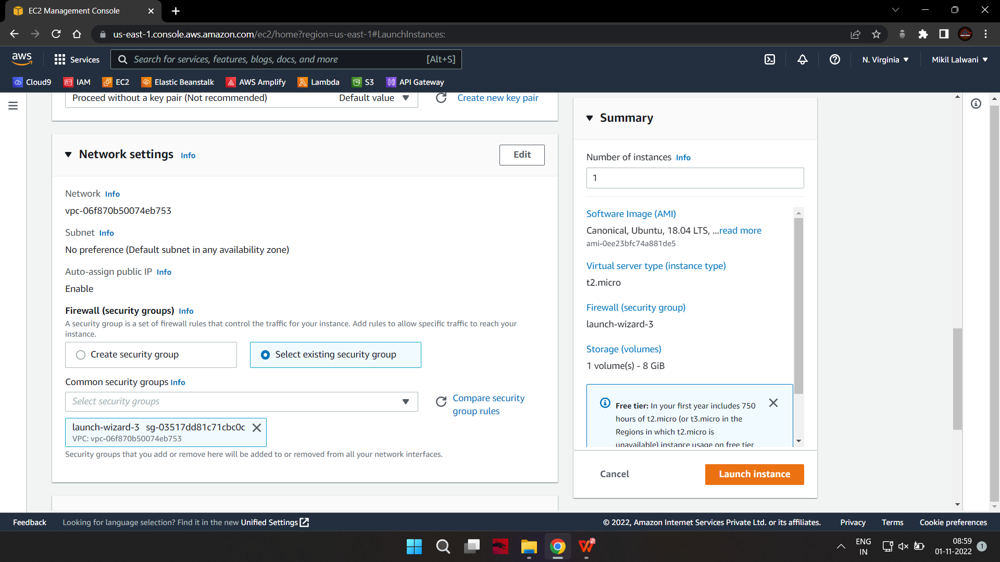 EC2 Management Console
us-east-1.console.aws.amazon.com/ec2/home?region=us-east-1#LaunchInstances:
aws
Services
Search for services, features, blogs, docs, and more
[Alt+S]
N. Virginia
Mikil Lalwani
Cloud9
IAM
EC2
Elastic Beanstalk
AWS Amplify
Lambda
S3
API Gateway
Proceed without a key pair (Not recommended)
Default value
Create new key pair
Network settings Info
Edit
Network Info
vpc-06f870b50074eb753
Subnet Info
No preference (Default subnet in any availability zone)
Auto-assign public IP Info
Enable
Firewall (security groups) Info
A security group is a set of firewall rules that control the traffic for your instance. Add rules to allow specific traffic to reach your
instance.
Create security group
Select existing security group
Common security groups Info
Select security groups
Compare security
group rules
launch-wizard-3 sg-03517dd81c71cbc0c
VPC: vpc-06f870b50074eb753
Security groups that you add or remove here will be added to or removed from all your network interfaces.
Summary
Number of instances Info
1
Software Image (AMI)
Canonical, Ubuntu, 18.04 LTS, ...read more
ami-0ee23bfc74a881de5
Virtual server type (instance type)
t2.micro
Firewall (security group)
launch-wizard-3
Storage (volumes)
1 volume(s) - 8 GiB
Free tier: In your first year includes 750
hours of t2.micro (or t3.micro in the
Regions in which t2.micro is
unavailable) instance usage on free tier
Cancel
Launch instance
Feedback
Looking for language selection? Find it in the new Unified Settings
© 2022, Amazon Internet Services Private Ltd. or its affiliates.
Privacy
Terms
Cookie preferences
ENG
IN
08:59
01-11-2022
1